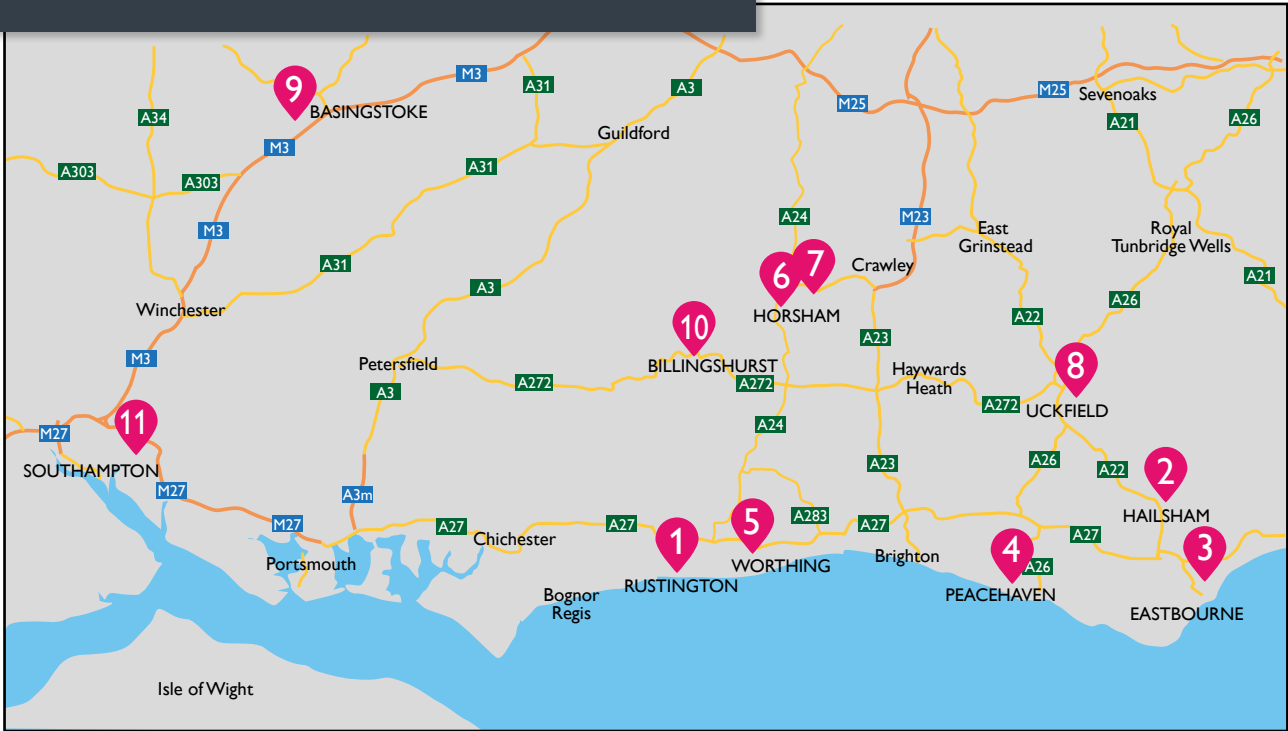 M3
9
A31
A3
M25
M25
Sevenoaks
BASINGSTOKE
A34
A21
A26
Guildford
M3
A303
A303
A31
M3
A24
M23
East
Grinstead
Royal
Tunbridge Wells
A31
6
7
Crawley
A21
A3
Winchester
HORSHAM
A26
A22
10
A23
M3
Petersfield
BILLINGSHURST
8
A3
A272
A272
Haywards
Heath
A272
UCKFIELD
11
M27
A24
SOUTHAMPTON
A23
A26
A22
2
M27
A3m
HAILSHAM
M27
A27
A27
5
A283
A27
A27
Chichester
1
4
3
Portsmouth
WORTHING
Brighton
A26
RUSTINGTON
Bognor
Regis
PEACEHAVEN
EASTBOURNE
Isle of Wight